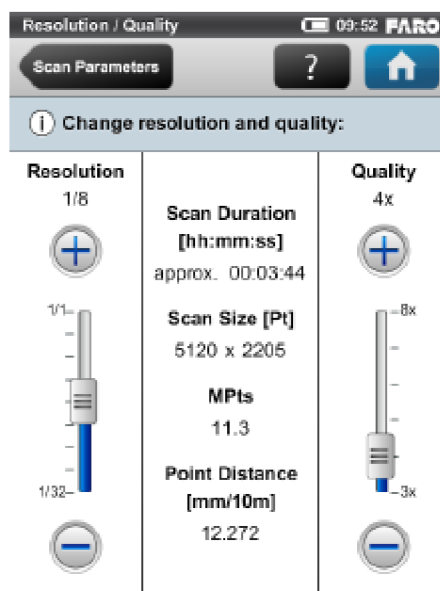 Resolution / Quality 09:52 FARO
Scan Parameters ?
i Change resolution and quality:
Resolution
1/8
Quality
4x
Scan Duration
[hh:mm:ss]
approx. 00:03:44
Scan Size [Pt]
5120 x 2205
MPts
11.3
Point Distance
[mm/10m]
12.272
1/1
1/32
8x
3x